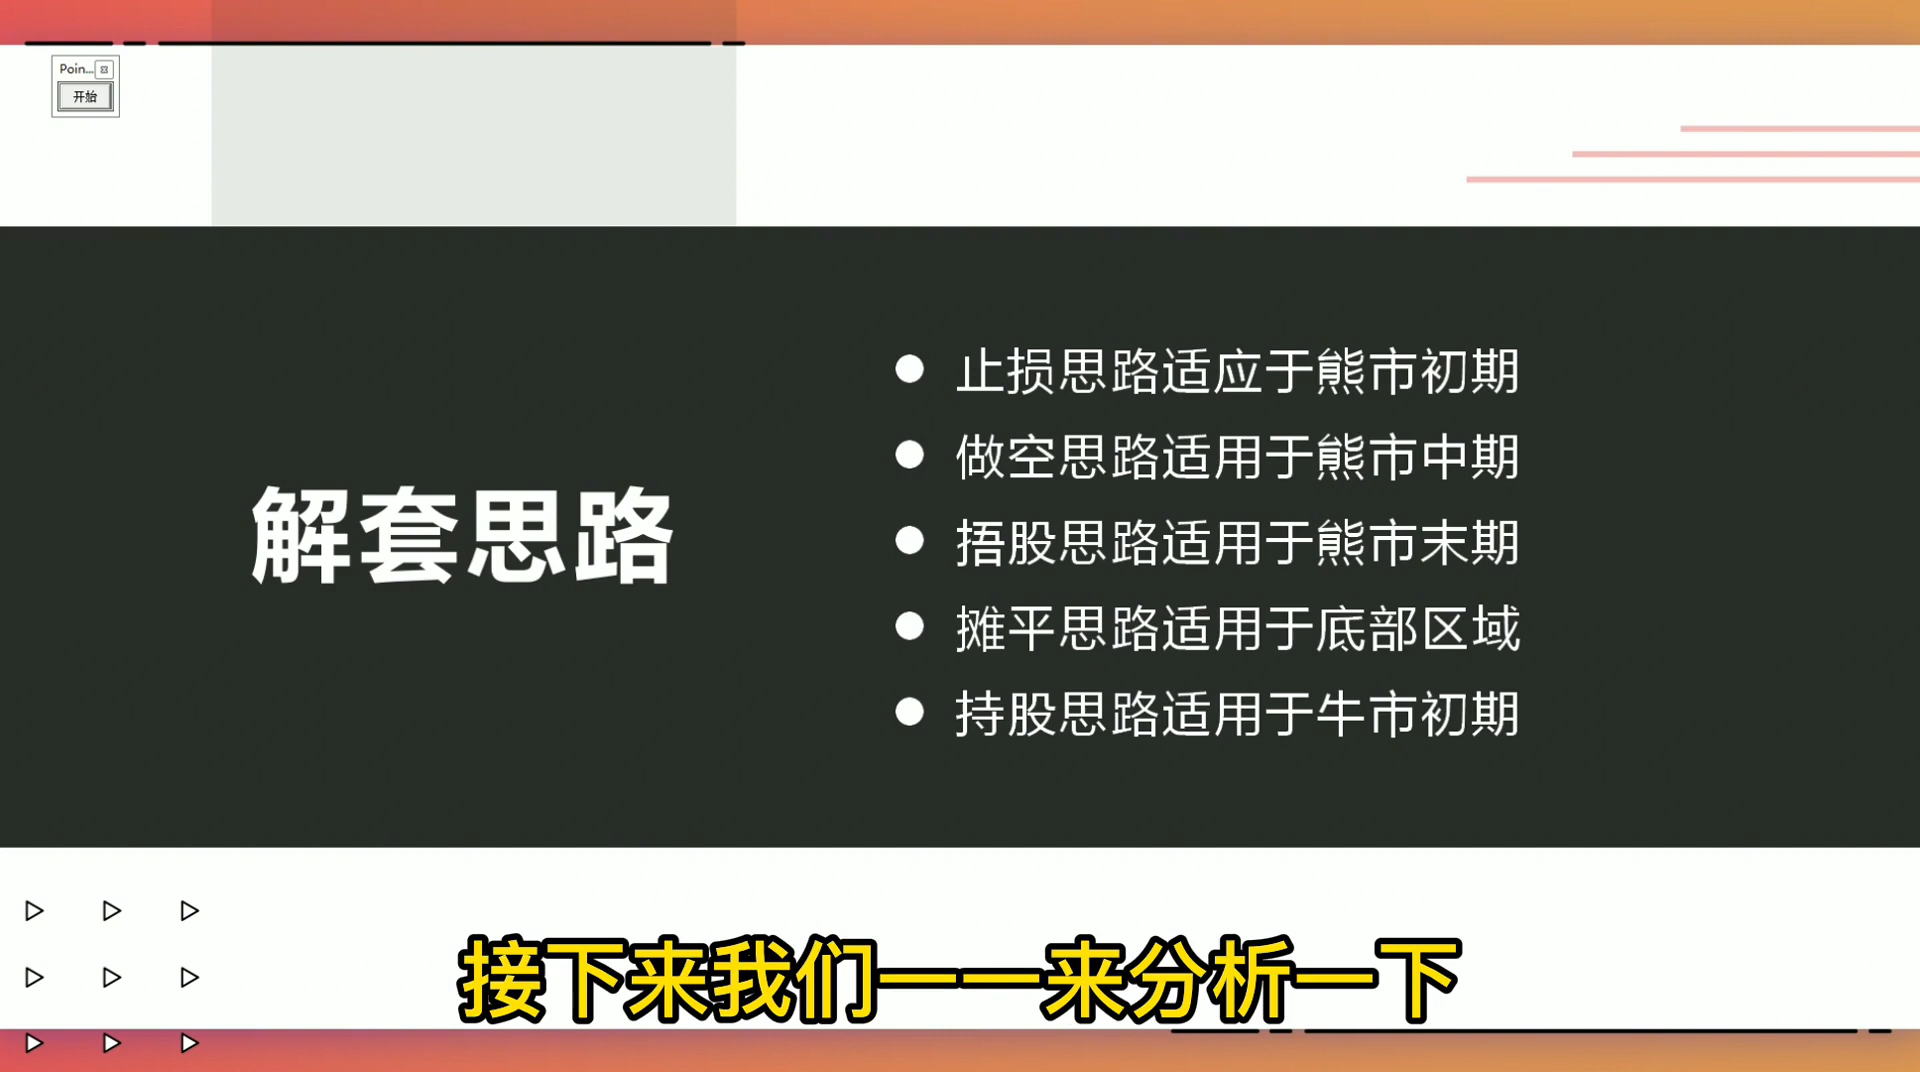 Poin...
开始
解套思路
止损思路适应于熊市初期
做空思路适用于熊市中期
捂股思路适用于熊市末期
摊平思路适用于底部区域
持股思路适用于牛市初期
接下来我们一一来分析一下